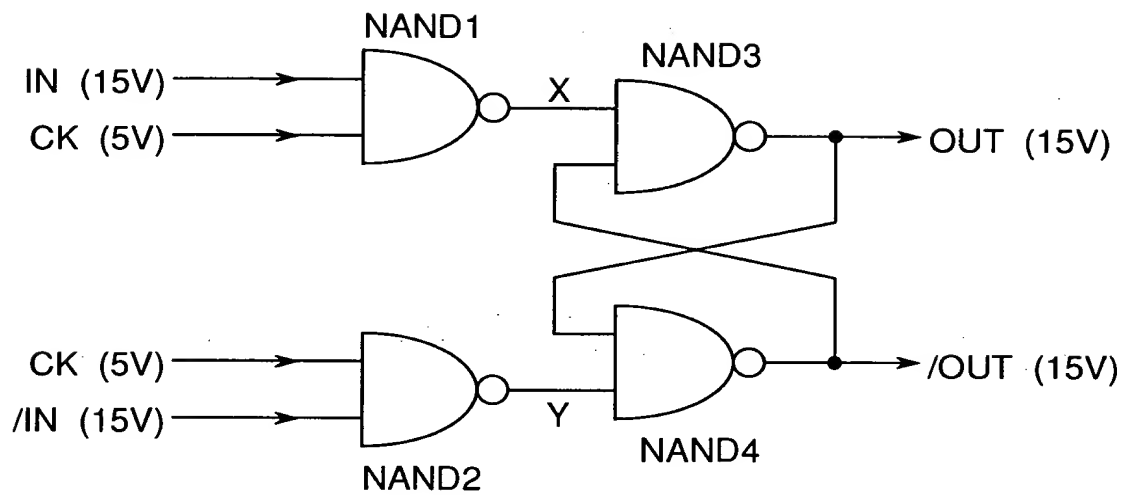 NAND1
IN (15V)
CK (5V)
X
NAND3
OUT (15V)
CK (5V)
/IN (15V)
NAND2
Y
NAND4
/OUT (15V)